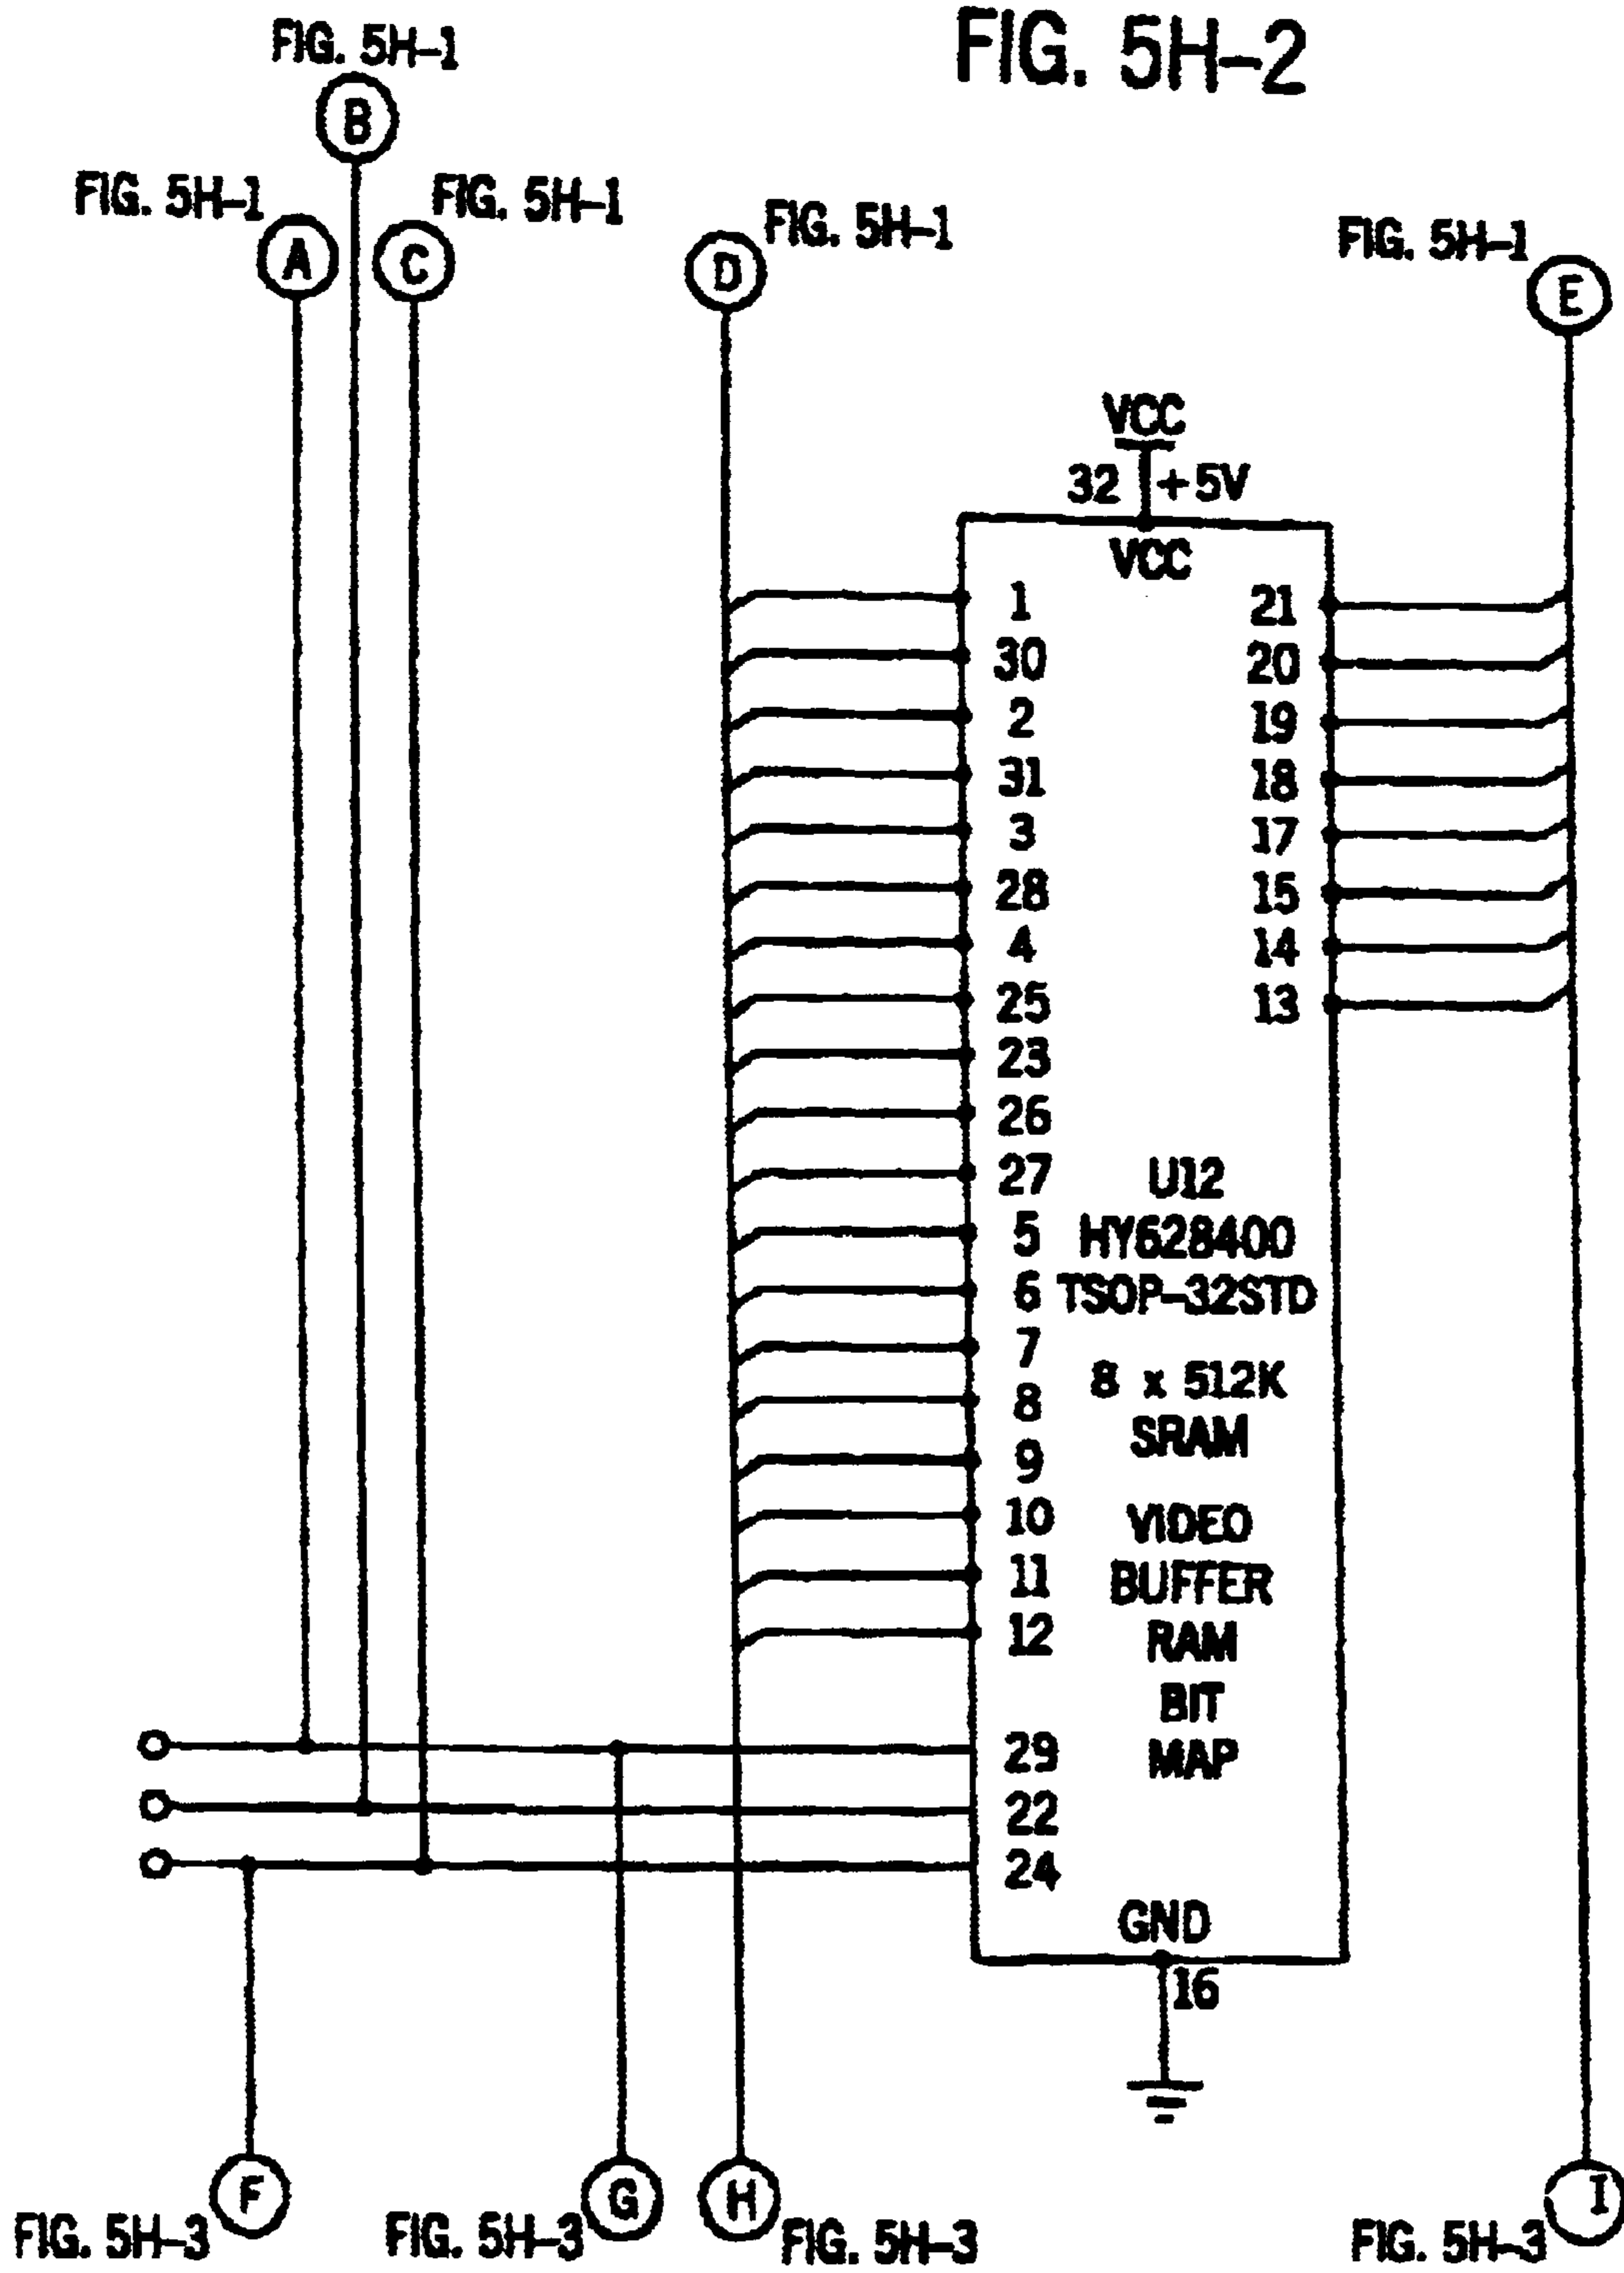 FIG. 5H-2
FIG. 5H-1
B
FIG. 5H-1
A
FIG. 5H-1
C
FIG. 5H-1
D
FIG. 5H-1
E
VCC
32 +5V
VCC
1 21
30 20
2 19
31 18
3 17
28 15
4 14
25 13
23
26
27 U12
5 HY628400
6 TSOP-32STD
7
8 8 x 512K
9 SRAM
10 VIDEO
11 BUFFER
12 RAM
BIT
29 MAP
22
24
GND
16
F
FIG. 5H-3
G
FIG. 5H-3
H
FIG. 5H-3
I
FIG. 5H-3